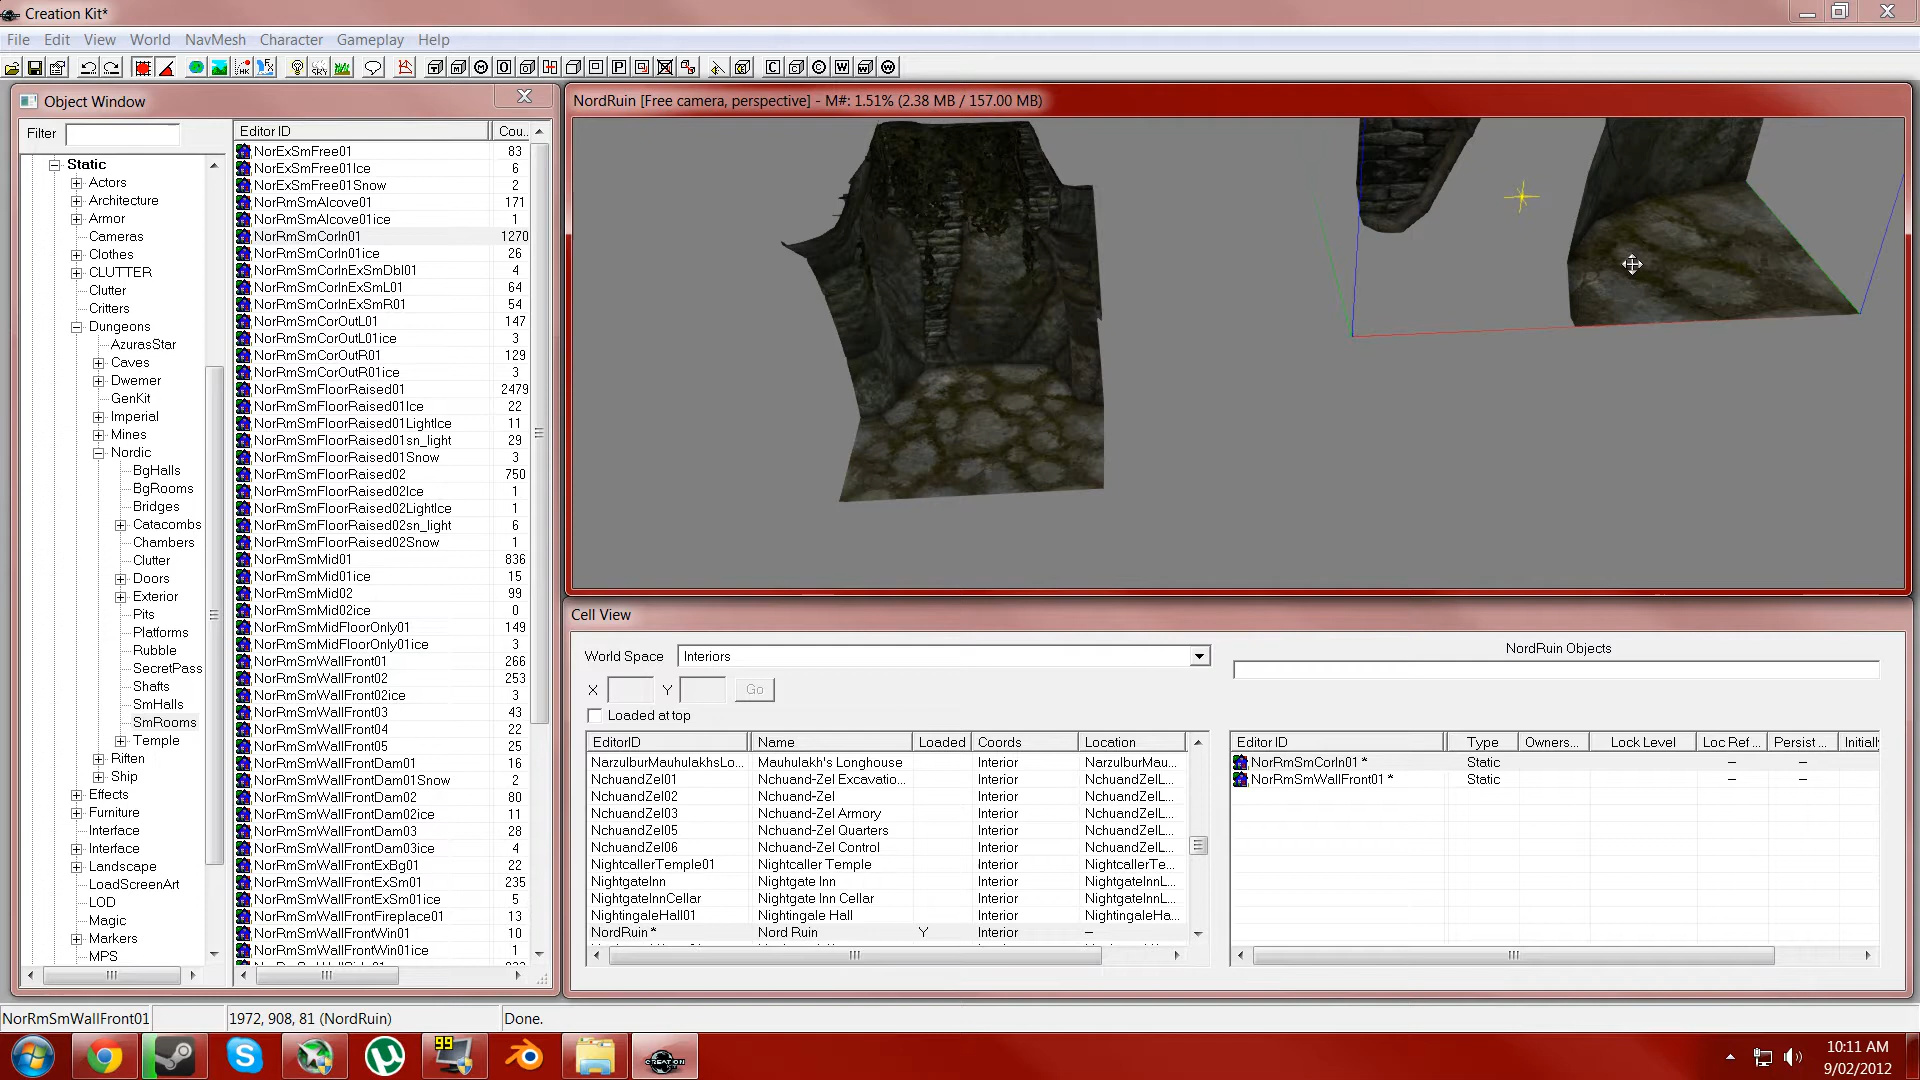 Creation Kit*
File Edit View World NavMesh Character Gameplay Help
Object Window
Filter
Static
Actors
Architecture
Armor
Cameras
Clothes
CLUTTER
Clutter
Critters
Dungeons
AzurasStar
Caves
Dwemer
GenKit
Imperial
Mines
Nordic
BgHalls
BgRooms
Bridges
Catacombs
Chambers
Clutter
Doors
Exterior
Pits
Platforms
Rubble
SecretPass
Shafts
SmHalls
SmRooms
Temple
Riften
Ship
Effects
Furniture
Interface
Interface
Landscape
LoadScreenArt
LOD
Magic
Markers
MPS
Editor ID Cou..
NorExSmFree01 83
NorExSmFree01Ice 6
NorExSmFree01Snow 2
NorRmSmAlcove01 171
NorRmSmAlcove01ice 1
NorRmSmCorIn01 1270
NorRmSmCorIn01ice 26
NorRmSmCorInExSmDbl01 4
NorRmSmCorInExSmL01 64
NorRmSmCorInExSmR01 54
NorRmSmCorOutL01 147
NorRmSmCorOutL01ice 3
NorRmSmCorOutR01 129
NorRmSmCorOutR01ice 3
NorRmSmFloorRaised01 2479
NorRmSmFloorRaised01Ice 22
NorRmSmFloorRaised01LightIce 11
NorRmSmFloorRaised01sn_light 29
NorRmSmFloorRaised01Snow 3
NorRmSmFloorRaised02 750
NorRmSmFloorRaised02Ice 1
NorRmSmFloorRaised02LightIce 1
NorRmSmFloorRaised02sn_light 6
NorRmSmFloorRaised02Snow 1
NorRmSmMid01 836
NorRmSmMid01ice 15
NorRmSmMid02 99
NorRmSmMid02ice 0
NorRmSmMidFloorOnly01 149
NorRmSmMidFloorOnly01ice 3
NorRmSmWallFront01 266
NorRmSmWallFront02 253
NorRmSmWallFront02ice 3
NorRmSmWallFront03 43
NorRmSmWallFront04 22
NorRmSmWallFront05 25
NorRmSmWallFrontDam01 16
NorRmSmWallFrontDam01Snow 2
NorRmSmWallFrontDam02 80
NorRmSmWallFrontDam02ice 11
NorRmSmWallFrontDam03 28
NorRmSmWallFrontDam03ice 4
NorRmSmWallFrontExBg01 22
NorRmSmWallFrontExSm01 235
NorRmSmWallFrontExSm01ice 5
NorRmSmWallFrontFireplace01 13
NorRmSmWallFrontWin01 10
NorRmSmWallFrontWin01ice 1
NordRuin [Free camera, perspective] - M#: 1.51% (2.38 MB / 157.00 MB)
Cell View
World Space Interiors
X Y Go
Loaded at top
EditorID Name Loaded Coords Location
NarzulburMauhulakhsLo... Mauhulakh's Longhouse Interior NarzulburMau...
NchuandZel01 Nchuand-Zel Excavatio... Interior NchuandZelL...
NchuandZel02 Nchuand-Zel Interior NchuandZelL...
NchuandZel03 Nchuand-Zel Armory Interior NchuandZelL...
NchuandZel05 Nchuand-Zel Quarters Interior NchuandZelL...
NchuandZel06 Nchuand-Zel Control Interior NchuandZelL...
NightcallerTemple01 Nightcaller Temple Interior NightcallerTe...
NightgateInn Nightgate Inn Interior NightgateInnL...
NightgateInnCellar Nightgate Inn Cellar Interior NightgateInnL...
NightingaleHall01 Nightingale Hall Interior NightingaleHa...
NordRuin * Nord Ruin Y Interior –
NordRuin Objects
Editor ID Type Owners... Lock Level Loc Ref ... Persist ... Initiall
NorRmSmCorIn01 * Static – –
NorRmSmWallFront01 * Static – –
NorRmSmWallFront01 1972, 908, 81 (NordRuin) Done.
99
CREATION
10:11 AM
9/02/2012